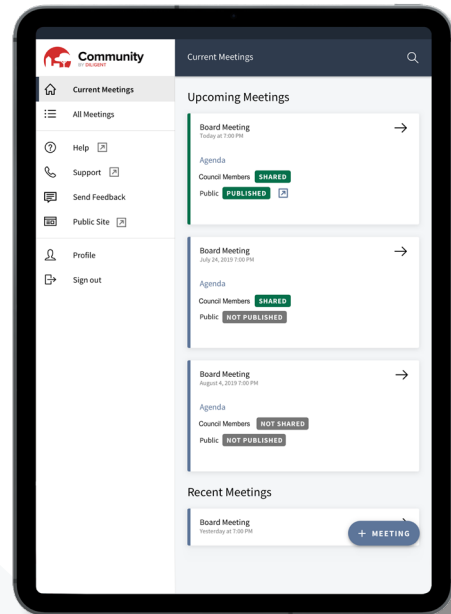 Community
BY DILIGENT
Current Meetings
All Meetings
Help
Support
Send Feedback
Public Site
Profile
Sign out
Current Meetings
Upcoming Meetings
Board Meeting
Today at 7:00 PM
Agenda
Council Members SHARED
Public PUBLISHED
Board Meeting
July 24, 2019 7:00 PM
Agenda
Council Members SHARED
Public NOT PUBLISHED
Board Meeting
August 4, 2019 7:00 PM
Agenda
Council Members NOT SHARED
Public NOT PUBLISHED
Recent Meetings
Board Meeting
Yesterday at 7:00 PM
+ MEETING